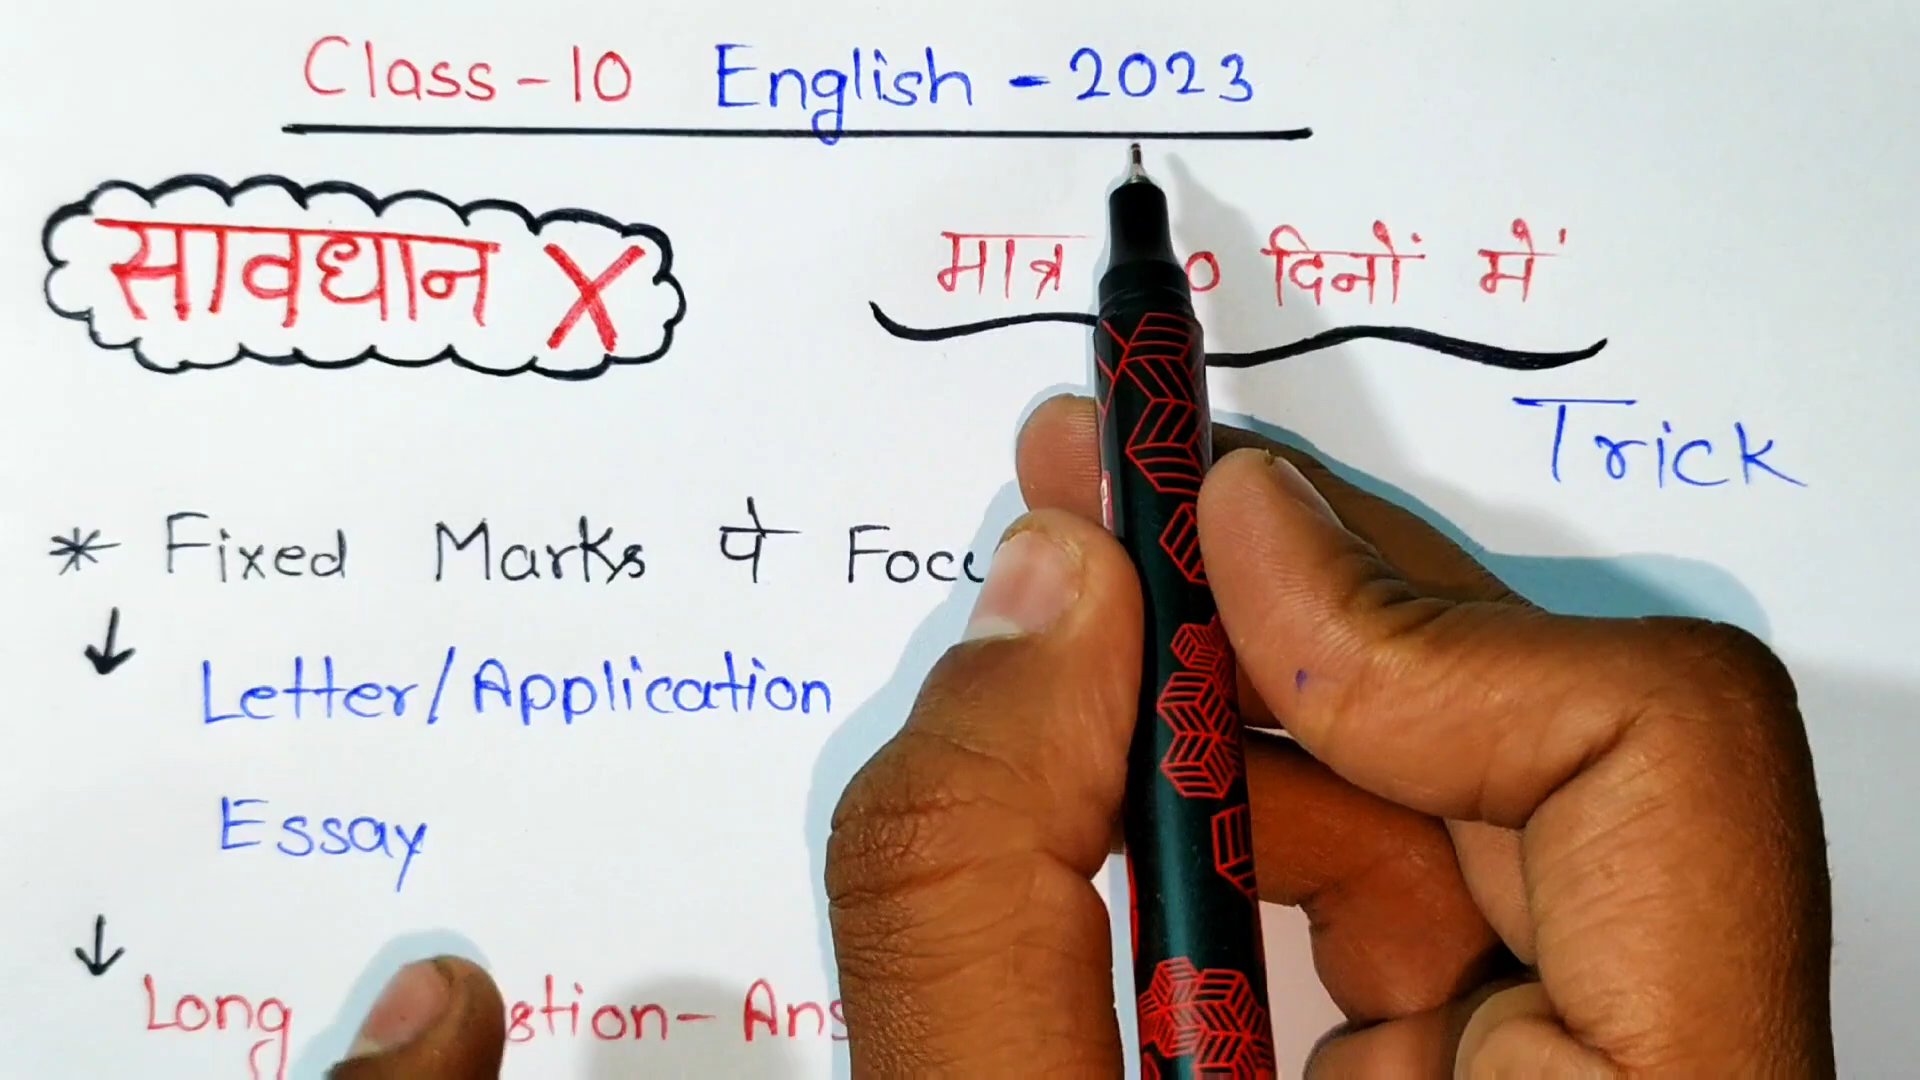 Class-10 English-2023
सावधान X
मात्र दिनों में
Trick
* Fixed Marks पे
↓
Letter/Application
Essay
↓
Long